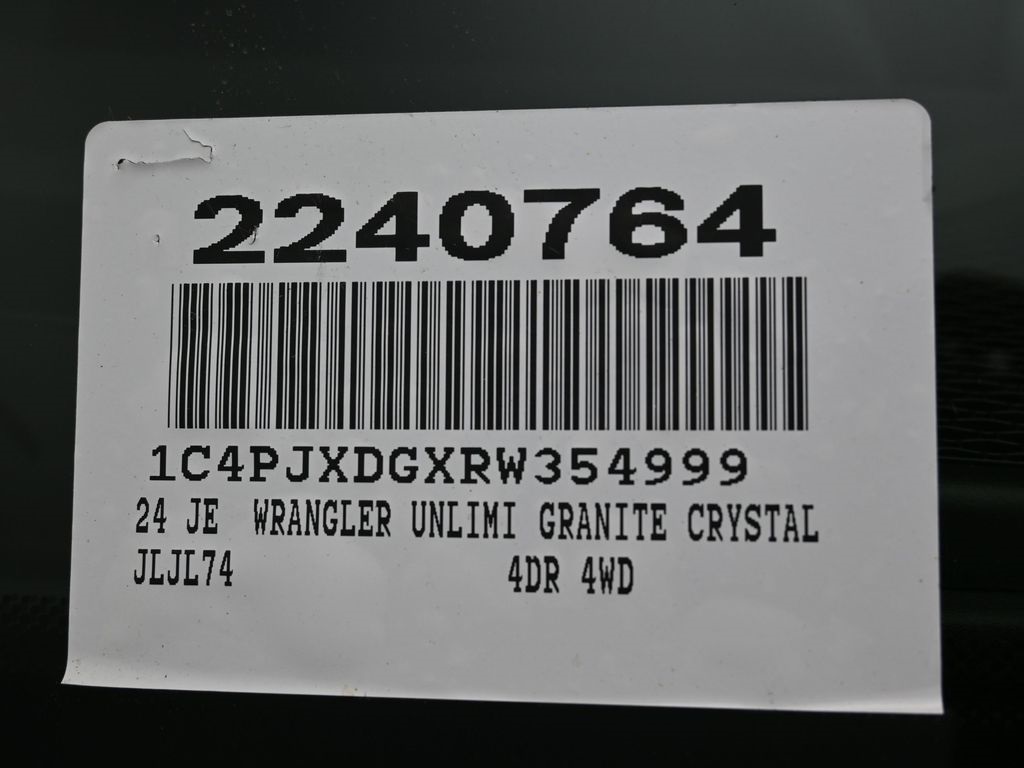 2240764
1C4PJXDGXRW354999
24 JE WRANGLER UNLIMI GRANITE CRYSTAL
JLJL74 4DR 4WD